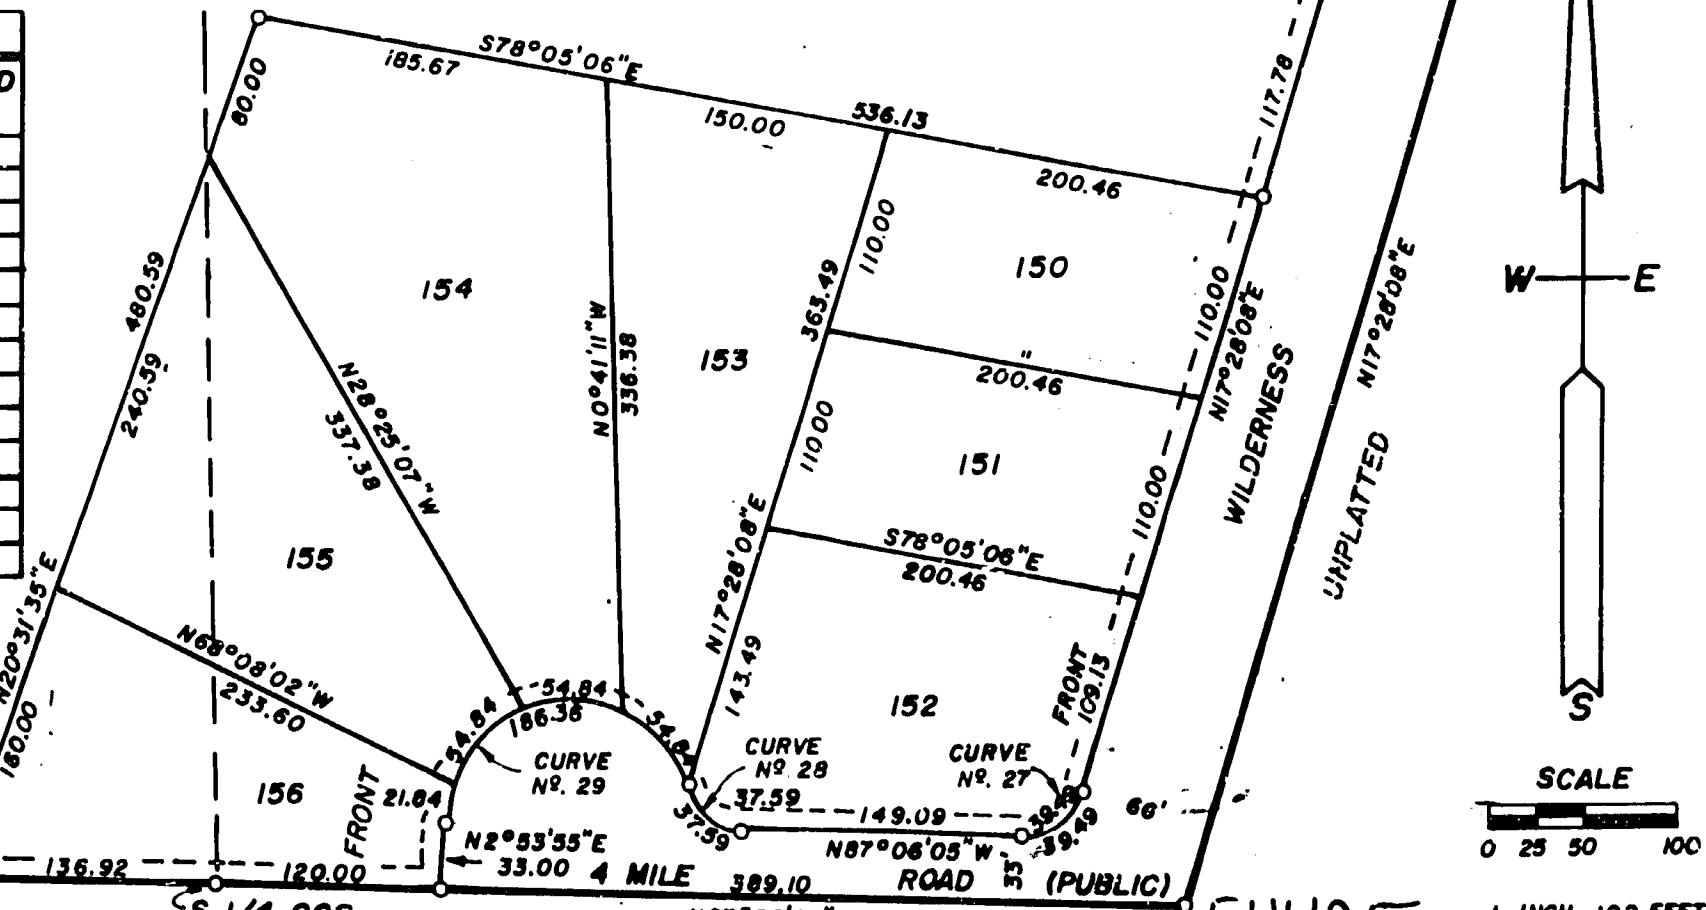 S78°05'06"E
185.67
80.00
150.00
536.13
200.46
117.78
154
153
150
110.00
363.49
110.00
N17°28'08"E
WILDERNESS
UNPLATTED
N17°28'08"E
W E
S
480.59
240.59
N28°25'07"W
337.38
N0°41'11"W
336.38
"
200.46
110.00
151
110.00
S78°05'06"E
200.46
N17°28'08"E
143.49
155
N20°31'35"E
160.00
N68°08'02"W
233.60
156
54.84
54.84
54.84
186.36
CURVE
Nº. 29
152
FRONT
109.13
CURVE
Nº. 28
CURVE
Nº. 27
37.59
37.59
149.09
39.49
39.49
66'
N87°06'05"W
33'
21.84
FRONT
N2°53'55"E
33.00
136.92
120.00
4 MILE
389.10
ROAD
(PUBLIC)
SCALE
0 25 50 100